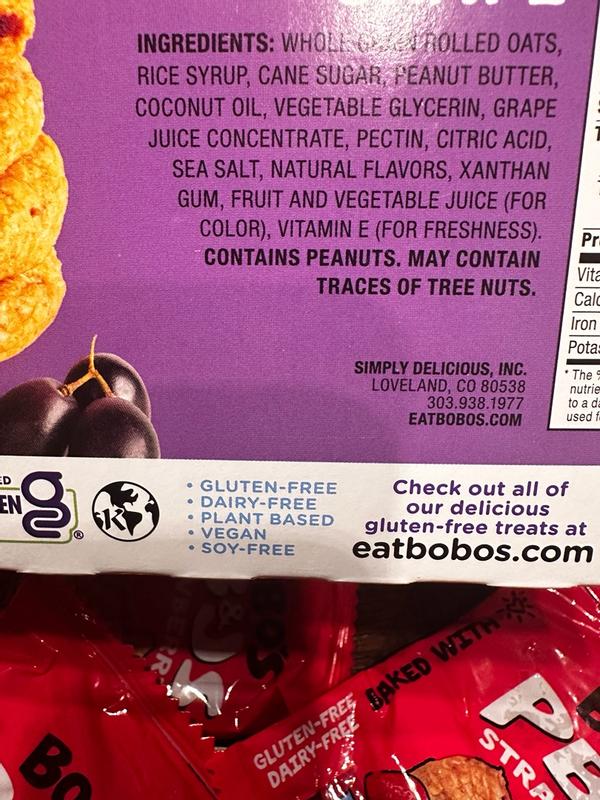 INGREDIENTS: WHOLE GRAIN ROLLED OATS,
RICE SYRUP, CANE SUGAR, PEANUT BUTTER,
COCONUT OIL, VEGETABLE GLYCERIN, GRAPE
JUICE CONCENTRATE, PECTIN, CITRIC ACID,
SEA SALT, NATURAL FLAVORS, XANTHAN
GUM, FRUIT AND VEGETABLE JUICE (FOR
COLOR), VITAMIN E (FOR FRESHNESS).
CONTAINS PEANUTS. MAY CONTAIN
TRACES OF TREE NUTS.
Iron
* The %
to a da
SIMPLY DELICIOUS, INC.
LOVELAND, CO 80538
303.938.1977
EATBOBOS.COM
g
®
K
• GLUTEN-FREE
• DAIRY-FREE
• PLANT BASED
• VEGAN
• SOY-FREE
Check out all of
our delicious
gluten-free treats at
eatbobos.com
BAKED WITH
GLUTEN-FREE
DAIRY-FREE